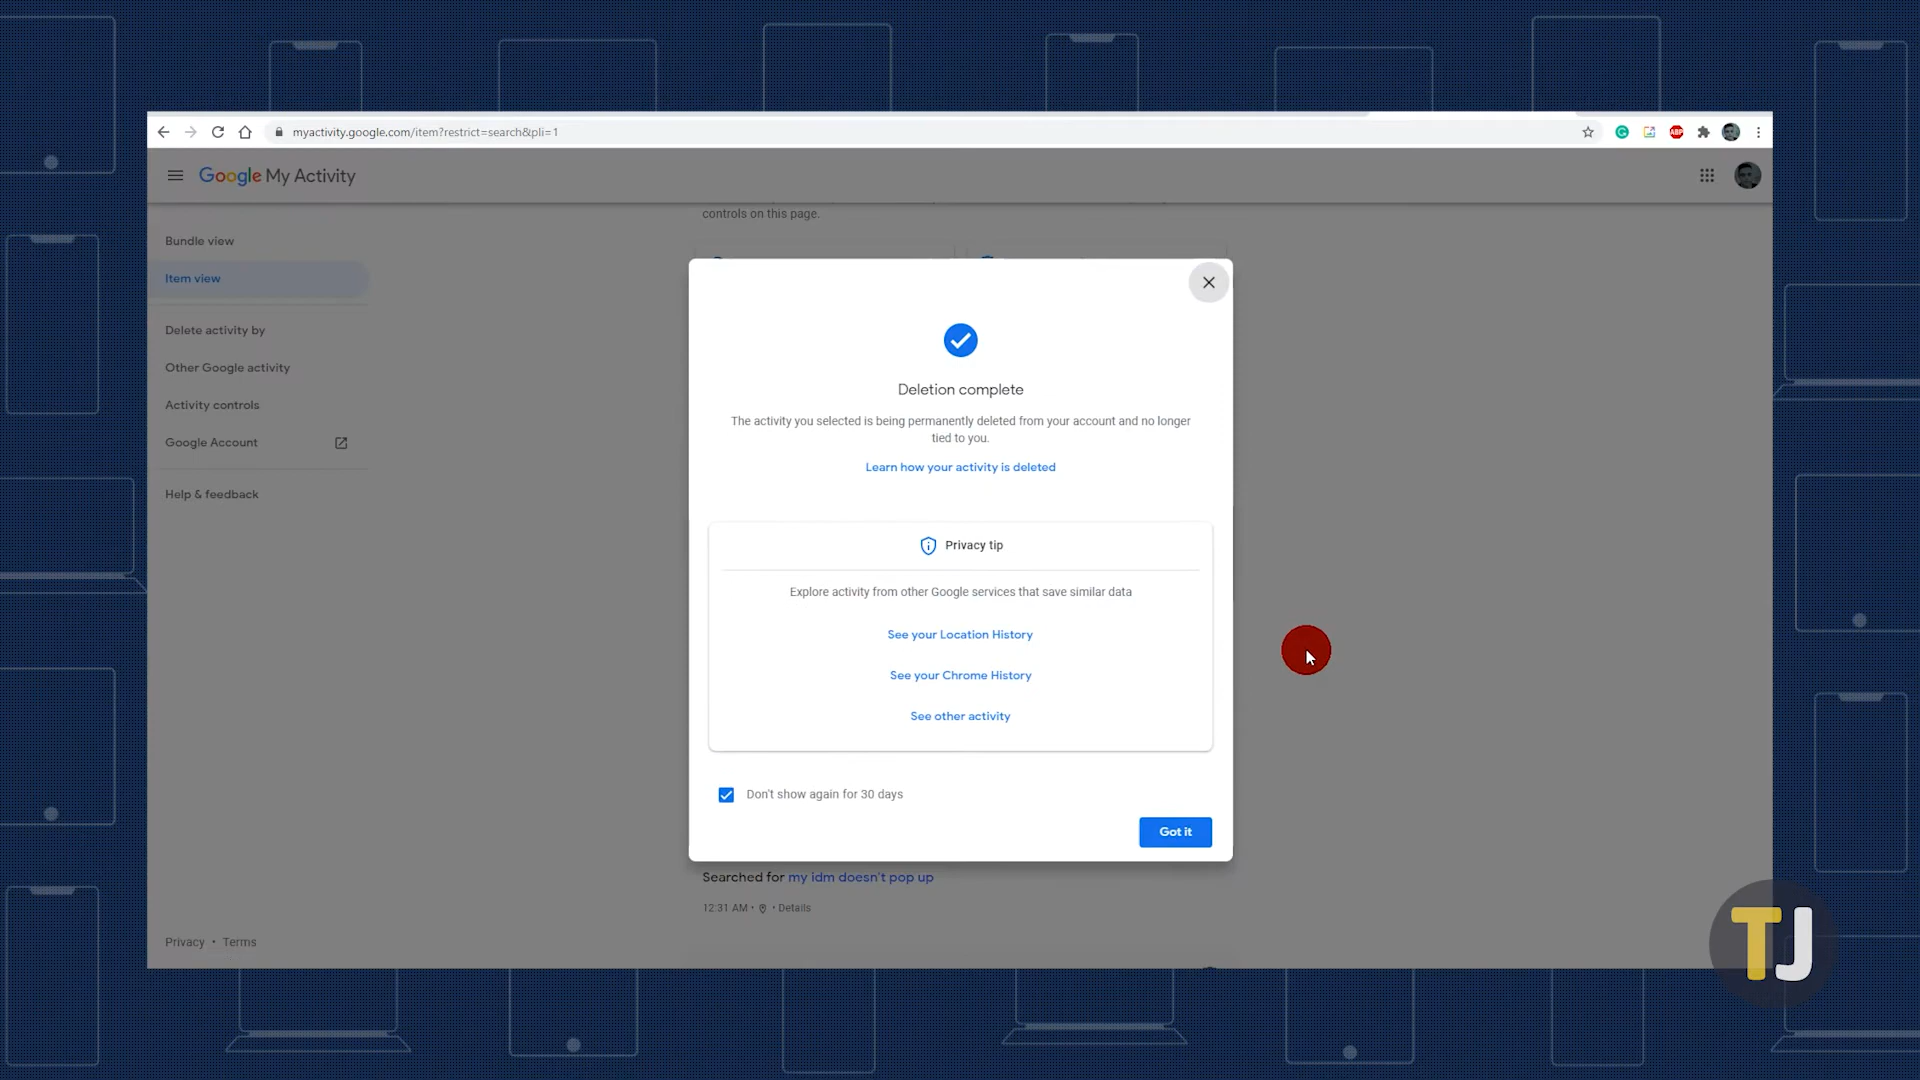 myactivity.google.com/item?restrict=search&pli=1
ABP
Google My Activity
controls on this page.
Bundle view
Item view
Delete activity by
Other Google activity
Activity controls
Google Account
Help & feedback
Deletion complete
The activity you selected is being permanently deleted from your account and no longer
tied to you.
Learn how your activity is deleted
Privacy tip
Explore activity from other Google services that save similar data
See your Location History
See your Chrome History
See other activity
Don't show again for 30 days
Got it
Searched for my idm doesn't pop up
12:31 AM • • Details
Privacy • Terms
TJ